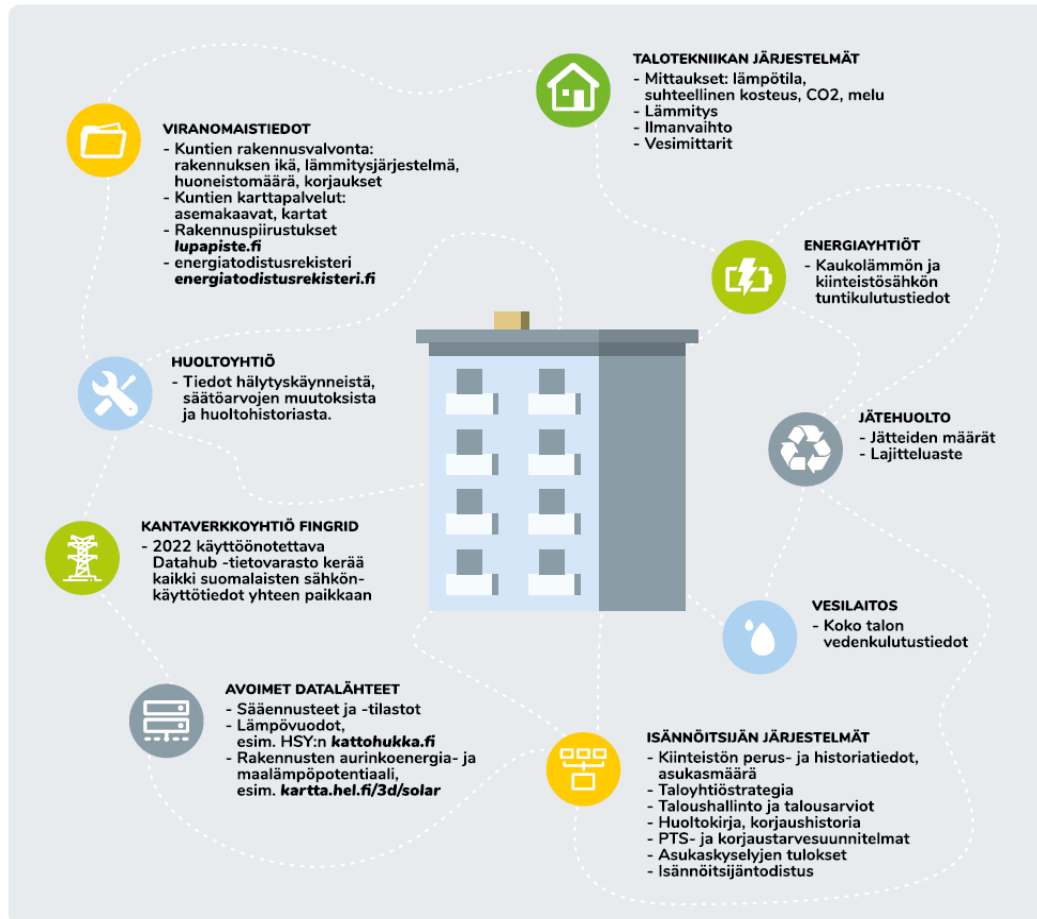 TALOTEKNIIKAN JÄRJESTELMÄT
- Mittaukset: lämpötila,
suhteellinen kosteus, CO2, melu
- Lämmitys
- Ilmanvaihto
- Vesimittarit
VIRANOMAISTIEDOT
- Kuntien rakennusvalvonta:
rakennuksen ikä, lämmitysjärjestelmä,
huoneistomäärä, korjaukset
- Kuntien karttapalvelut:
asemakaavat, kartat
- Rakennuspiirustukset
lupapiste.fi
- energiatodistusrekisteri
energiatodistusrekisteri.fi
ENERGIAYHTIÖT
- Kaukolämmön ja
kiinteistösähkön
tuntikulutustiedot
HUOLTOYHTIÖ
- Tiedot hälytyskäynneistä,
säätöarvojen muutoksista
ja huoltohistoriasta.
JÄTEHUOLTO
- Jätteiden määrät
- Lajitteluaste
KANTAVERKKOYHTIÖ FINGRID
- 2022 käyttöönotettava
Datahub -tietovarasto kerää
kaikki suomalaisten sähkön-
käyttötiedot yhteen paikkaan
VESILAITOS
- Koko talon
vedenkulutustiedot
AVOIMET DATALÄHTEET
- Sääennusteet ja -tilastot
- Lämpövuodot,
esim. HSY:n kattohukka.fi
- Rakennusten aurinkoenergia- ja
maalämpöpotentiaali,
esim. kartta.hel.fi/3d/solar
ISÄNNÖITSIJÄN JÄRJESTELMÄT
- Kiinteistön perus- ja historiatiedot,
asukasmäärä
- Taloyhtiöstrategia
- Taloushallinto ja talousarviot
- Huoltokirja, korjaushistoria
- PTS- ja korjaustarvesuunnitelmat
- Asukaskyselyjen tulokset
- Isännöitsijäntodistus